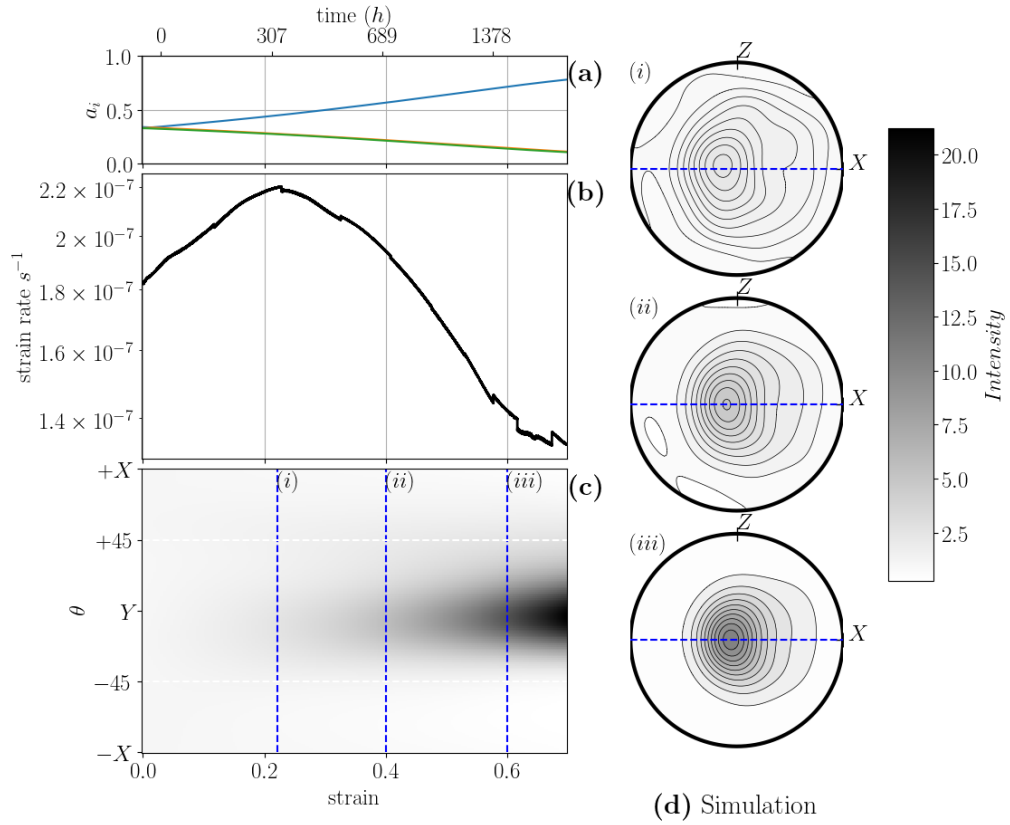 time (h)
0 307 689 1378
1.0
0.5
0.0
a_i
(a)
2.2 × 10⁻⁷
2 × 10⁻⁷
1.8 × 10⁻⁷
1.6 × 10⁻⁷
1.4 × 10⁻⁷
strain rate s⁻¹
(b)
+X
+45
Y
−45
−X
θ
(i) (ii) (iii)
(c)
0.0 0.2 0.4 0.6
strain
(i)
Z
X
(ii)
Z
X
(iii)
Z
X
(d) Simulation
20.0
17.5
15.0
12.5
10.0
7.5
5.0
2.5
Intensity